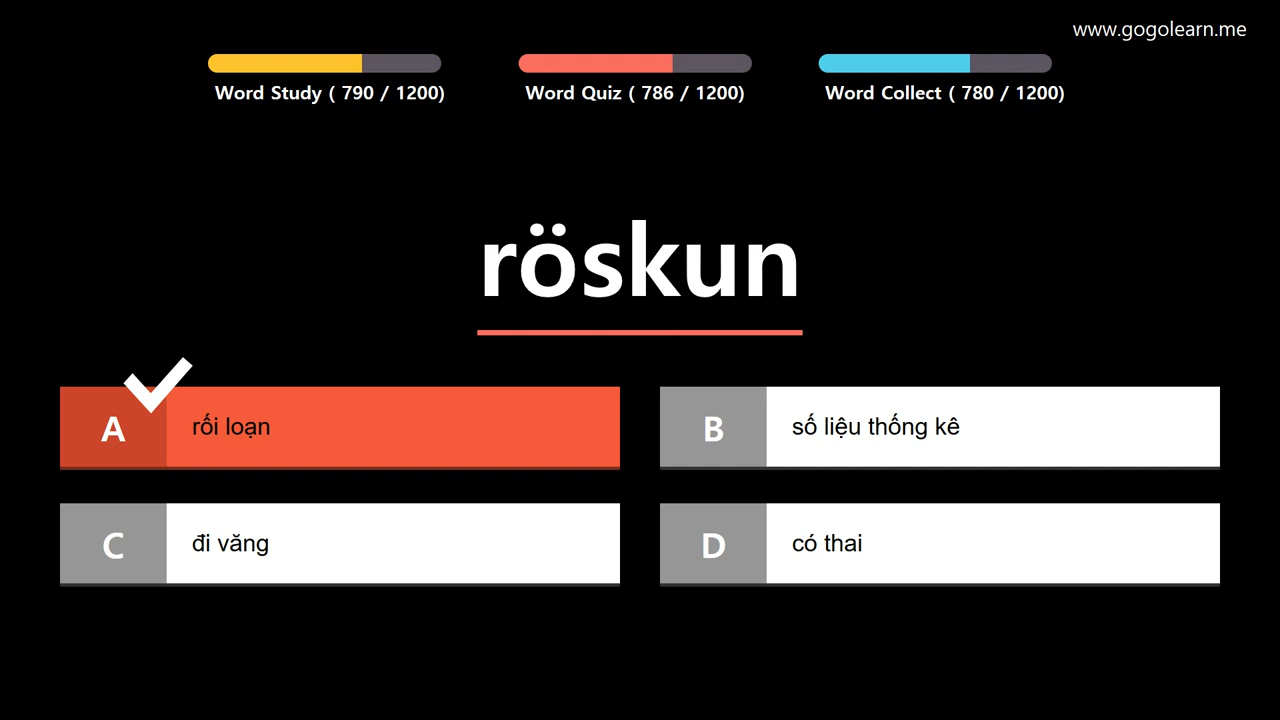 www.gogolearn.me
Word Study ( 790 / 1200)
Word Quiz ( 786 / 1200)
Word Collect ( 780 / 1200)
röskun
A
rối loạn
B
số liệu thống kê
C
đi văng
D
có thai